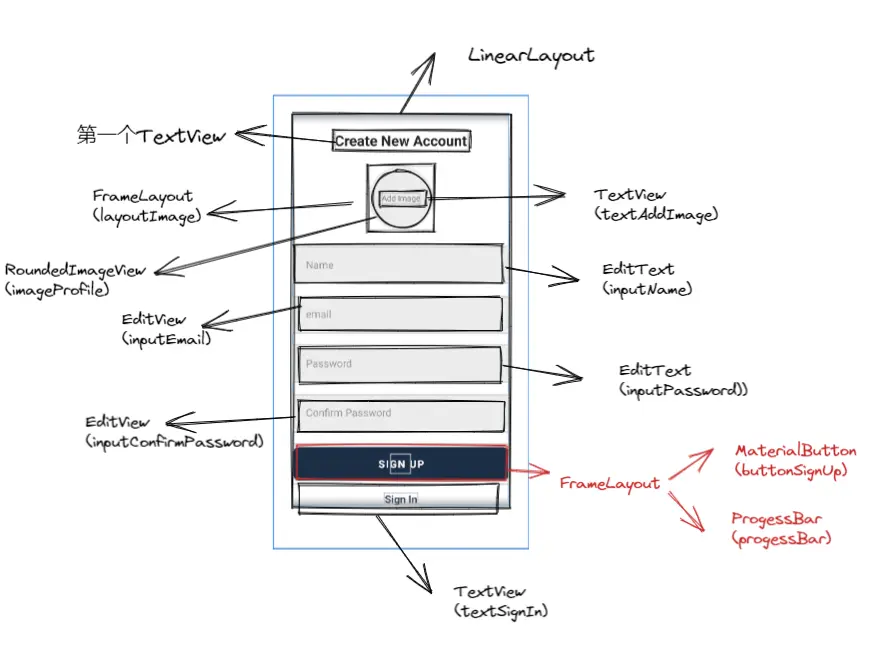 LinearLayout
第一个TextView
Create New Account
FrameLayout
(layoutImage)
Add Image
TextView
(textAddImage)
RoundedImageView
(imageProfile)
Name
EditText
(inputName)
EditView
(inputEmail)
email
Password
EditText
(inputPassword))
EditView
(inputConfirmPassword)
Confirm Password
SIGN UP
FrameLayout
MaterialButton
(buttonSignUp)
Sign In
ProgessBar
(progessBar)
TextView
(textSignIn)